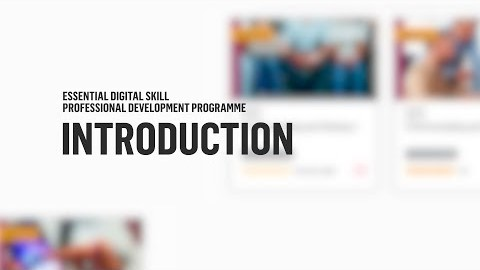 ESSENTIAL DIGITAL SKILL
PROFESSIONAL DEVELOPMENT PROGRAMME
INTRODUCTION